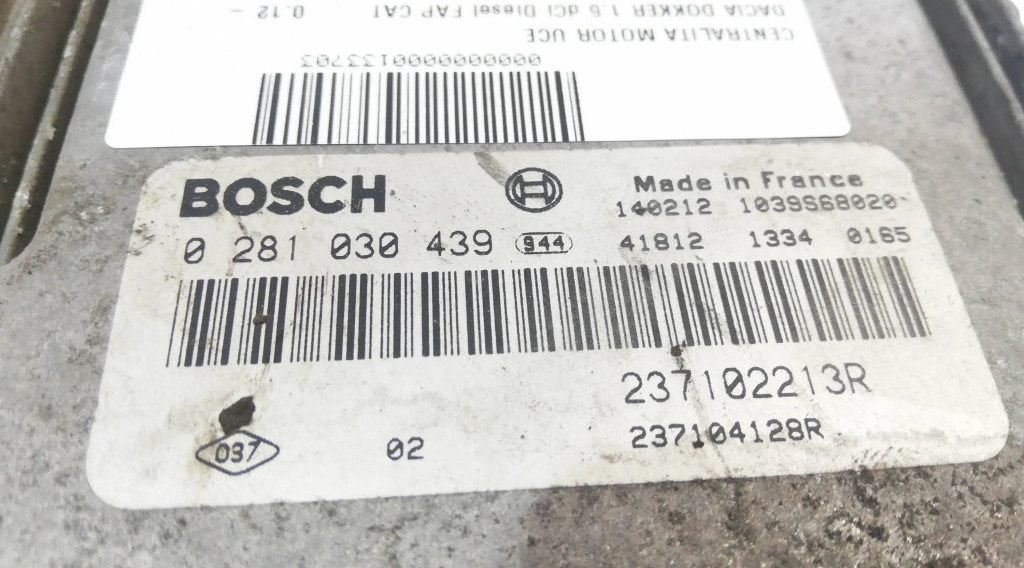 CENTRALITA MOTOR UCE
DACIA DOKKER 1.5 dCi Diesel FAP CAT 0.12 -
0000000000133703
BOSCH
Made in France
140212 1039S68020
0 281 030 439 944 41812 1334 0165
237102213R
037 02 237104128R